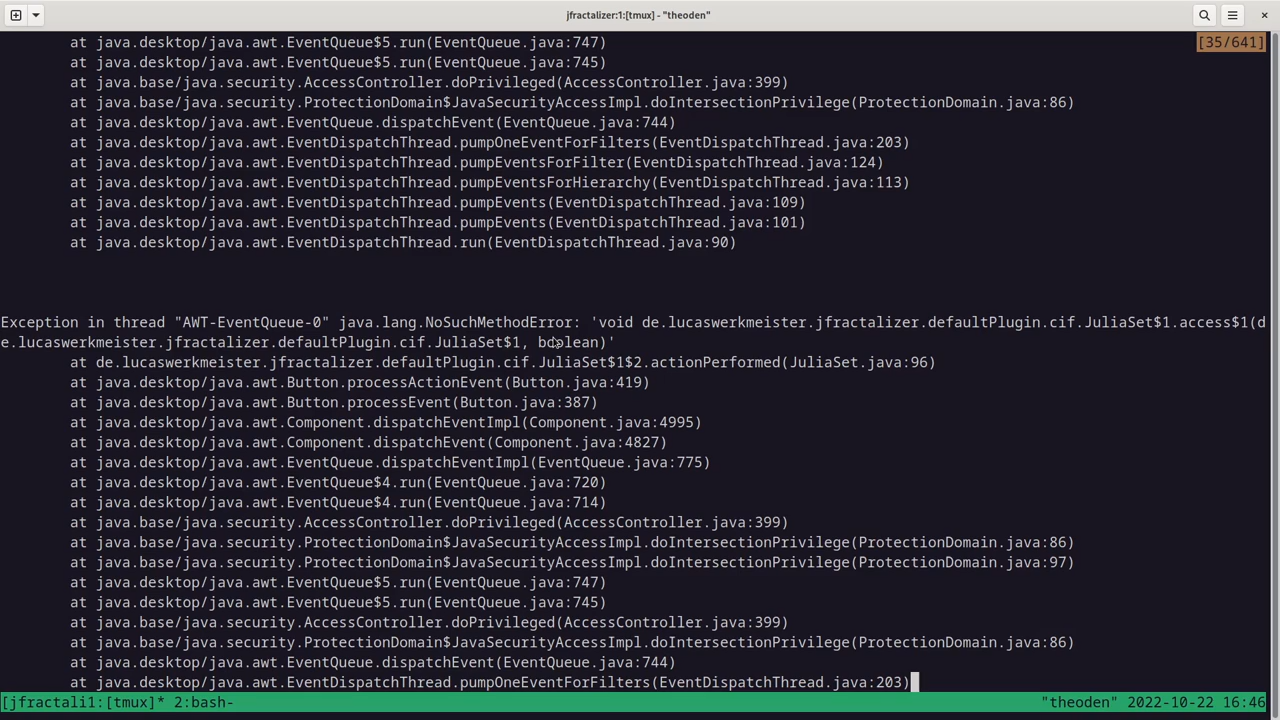 jfractalizer:1:[tmux] - "theoden"
at java.desktop/java.awt.EventQueue$5.run(EventQueue.java:747) [35/641]
at java.desktop/java.awt.EventQueue$5.run(EventQueue.java:745)
at java.base/java.security.AccessController.doPrivileged(AccessController.java:399)
at java.base/java.security.ProtectionDomain$JavaSecurityAccessImpl.doIntersectionPrivilege(ProtectionDomain.java:86)
at java.desktop/java.awt.EventQueue.dispatchEvent(EventQueue.java:744)
at java.desktop/java.awt.EventDispatchThread.pumpOneEventForFilters(EventDispatchThread.java:203)
at java.desktop/java.awt.EventDispatchThread.pumpEventsForFilter(EventDispatchThread.java:124)
at java.desktop/java.awt.EventDispatchThread.pumpEventsForHierarchy(EventDispatchThread.java:113)
at java.desktop/java.awt.EventDispatchThread.pumpEvents(EventDispatchThread.java:109)
at java.desktop/java.awt.EventDispatchThread.pumpEvents(EventDispatchThread.java:101)
at java.desktop/java.awt.EventDispatchThread.run(EventDispatchThread.java:90)
Exception in thread "AWT-EventQueue-0" java.lang.NoSuchMethodError: 'void de.lucaswerkmeister.jfractalizer.defaultPlugin.cif.JuliaSet$1.access$1(d
e.lucaswerkmeister.jfractalizer.defaultPlugin.cif.JuliaSet$1, boolean)'
at de.lucaswerkmeister.jfractalizer.defaultPlugin.cif.JuliaSet$1$2.actionPerformed(JuliaSet.java:96)
at java.desktop/java.awt.Button.processActionEvent(Button.java:419)
at java.desktop/java.awt.Button.processEvent(Button.java:387)
at java.desktop/java.awt.Component.dispatchEventImpl(Component.java:4995)
at java.desktop/java.awt.Component.dispatchEvent(Component.java:4827)
at java.desktop/java.awt.EventQueue.dispatchEventImpl(EventQueue.java:775)
at java.desktop/java.awt.EventQueue$4.run(EventQueue.java:720)
at java.desktop/java.awt.EventQueue$4.run(EventQueue.java:714)
at java.base/java.security.AccessController.doPrivileged(AccessController.java:399)
at java.base/java.security.ProtectionDomain$JavaSecurityAccessImpl.doIntersectionPrivilege(ProtectionDomain.java:86)
at java.base/java.security.ProtectionDomain$JavaSecurityAccessImpl.doIntersectionPrivilege(ProtectionDomain.java:97)
at java.desktop/java.awt.EventQueue$5.run(EventQueue.java:747)
at java.desktop/java.awt.EventQueue$5.run(EventQueue.java:745)
at java.base/java.security.AccessController.doPrivileged(AccessController.java:399)
at java.base/java.security.ProtectionDomain$JavaSecurityAccessImpl.doIntersectionPrivilege(ProtectionDomain.java:86)
at java.desktop/java.awt.EventQueue.dispatchEvent(EventQueue.java:744)
at java.desktop/java.awt.EventDispatchThread.pumpOneEventForFilters(EventDispatchThread.java:203)
[jfractali1:[tmux]* 2:bash- "theoden" 2022-10-22 16:46